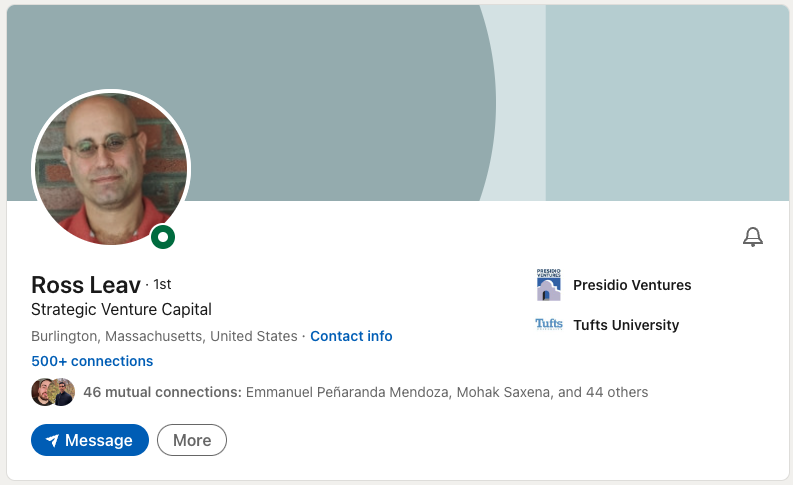 Ross Leav · 1st
Strategic Venture Capital
Burlington, Massachusetts, United States · Contact info
500+ connections
46 mutual connections: Emmanuel Peñaranda Mendoza, Mohak Saxena, and 44 others
Message
More
PRESIDIO
VENTURES
Presidio Ventures
Tufts
Tufts University